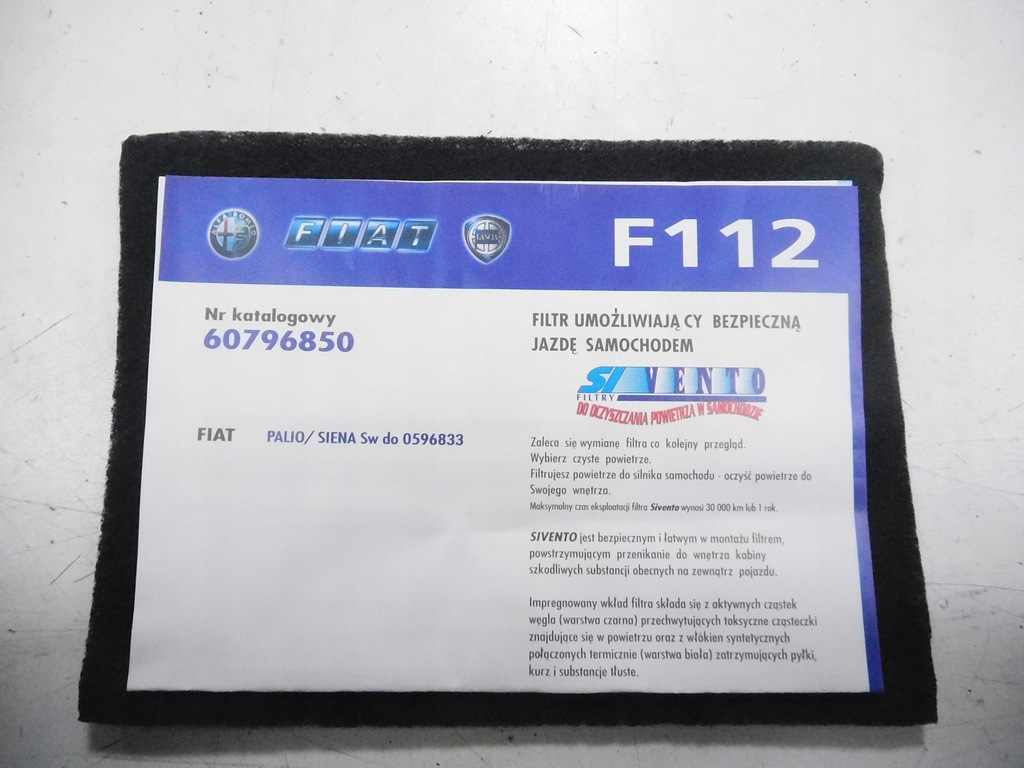 ALFA ROMEO
FIAT
LANCIA
F112
Nr katalogowy
60796850
FIAT PALIO/ SIENA Sw do 0596833
FILTR UMOŻLIWIAJĄ CY BEZPIECZNĄ
JAZDĘ SAMOCHODEM
SIVENTO
FILTRY
DO OCZYSZCZANIA POWIETRZA W SAMOCHODZIE
Zaleca się wymianę filtra co kolejny przegląd.
Wybierz czyste powietrze.
Filtrujesz powietrze do silnika samochodu - oczyść powietrze do
Swojego wnętrza.
Maksymalny czas eksploatacji filtra Sivento wynosi 30 000 km lub 1 rok.
SIVENTO jest bezpiecznym i łatwym w montażu filtrem,
powstrzymującym przenikanie do wnętrza kabiny
szkodliwych substancji obecnych na zewnątrz pojazdu.
Impregnowany wkład filtra składa się z aktywnych cząstek
węgla (warstwa czarna) przechwytujących toksyczne cząsteczki
znajdujące się w powietrzu oraz z włókien syntetycznych
połączonych termicznie (warstwa biała) zatrzymujących pyłki,
kurz i substancje tłuste.